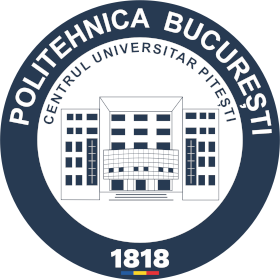 POLITEHNICA BUCUREȘTI
CENTRUL UNIVERSITAR PITEȘTI
1818